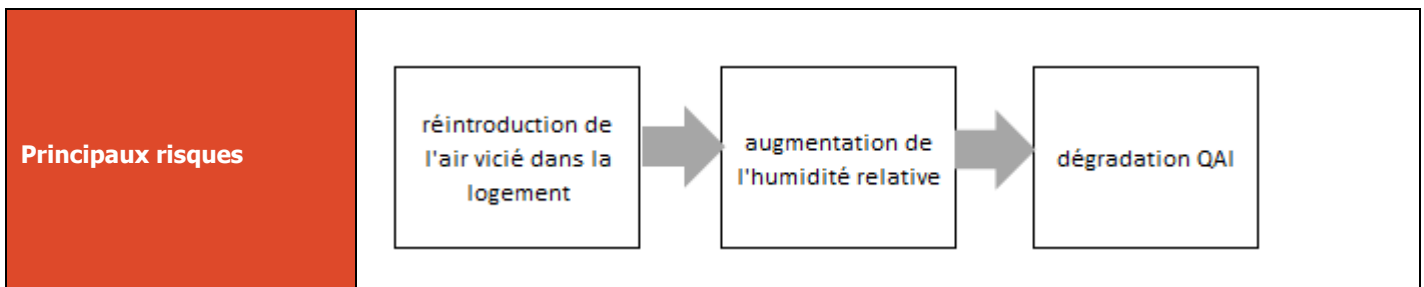 Principaux risques
réintroduction de
l'air vicié dans la
logement
augmentation de
l'humidité relative
dégradation QAI